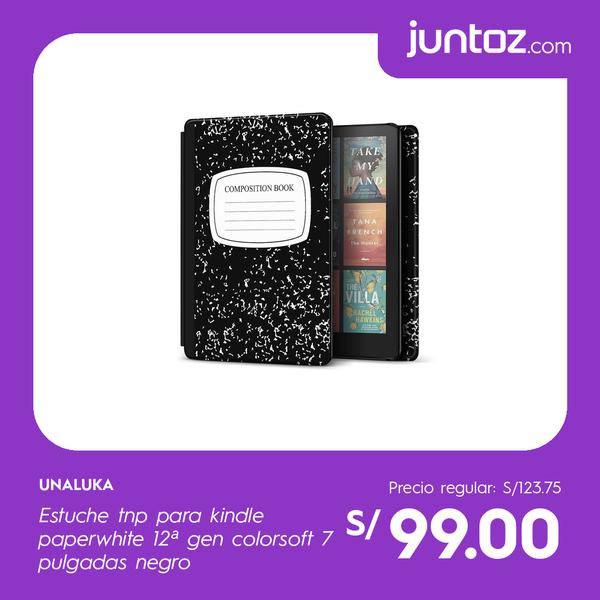 juntoz.com
COMPOSITION BOOK
TAKE
MY
HAND
TANA
FRENCH
The Hunter
THE
VILLA
RACHEL
HAWKINS
UNALUKA
Estuche tnp para kindle
paperwhite 12ª gen colorsoft 7
pulgadas negro
Precio regular: S/123.75
S/ 99.00